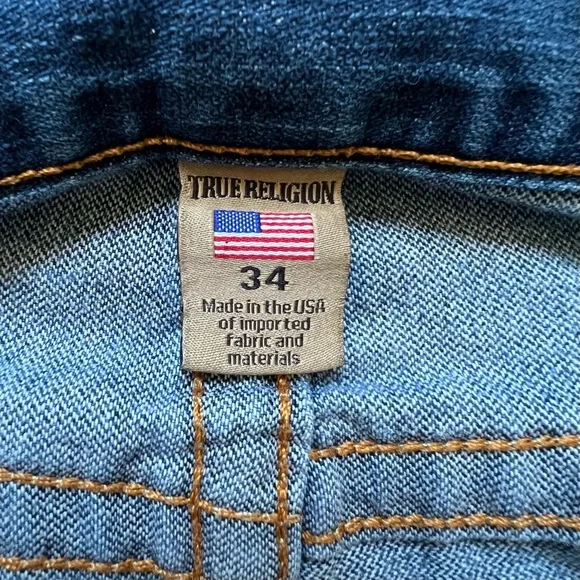 TRUE RELIGION
34
Made in the USA
of imported
fabric and
materials